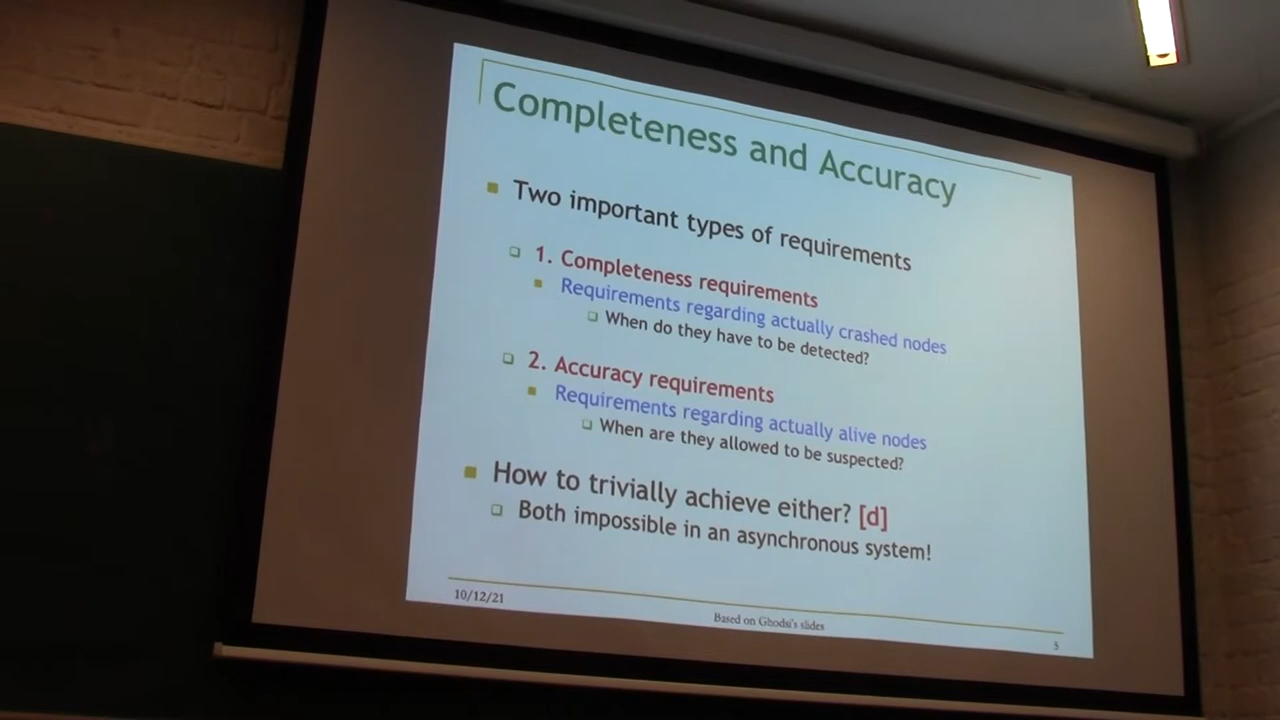 Completeness and Accuracy
Two important types of requirements
1. Completeness requirements
Requirements regarding actually crashed nodes
When do they have to be detected?
2. Accuracy requirements
Requirements regarding actually alive nodes
When are they allowed to be suspected?
How to trivially achieve either? [d]
Both impossible in an asynchronous system!
10/12/21
Based on Ghodsi's slides
5